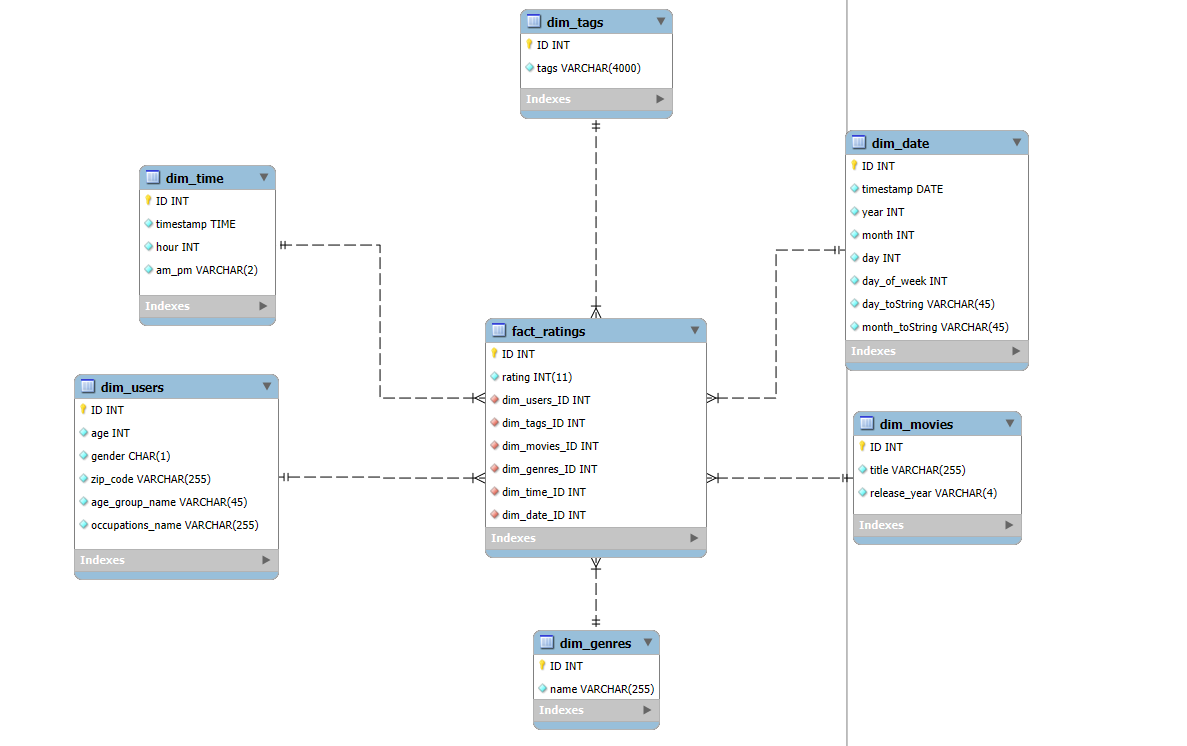 dim_tags
ID INT
tags VARCHAR(4000)
Indexes
dim_time
ID INT
timestamp TIME
hour INT
am_pm VARCHAR(2)
Indexes
dim_date
ID INT
timestamp DATE
year INT
month INT
day INT
day_of_week INT
day_toString VARCHAR(45)
month_toString VARCHAR(45)
Indexes
fact_ratings
ID INT
rating INT(11)
dim_users_ID INT
dim_tags_ID INT
dim_movies_ID INT
dim_genres_ID INT
dim_time_ID INT
dim_date_ID INT
Indexes
dim_users
ID INT
age INT
gender CHAR(1)
zip_code VARCHAR(255)
age_group_name VARCHAR(45)
occupations_name VARCHAR(255)
Indexes
dim_movies
ID INT
title VARCHAR(255)
release_year VARCHAR(4)
Indexes
dim_genres
ID INT
name VARCHAR(255)
Indexes